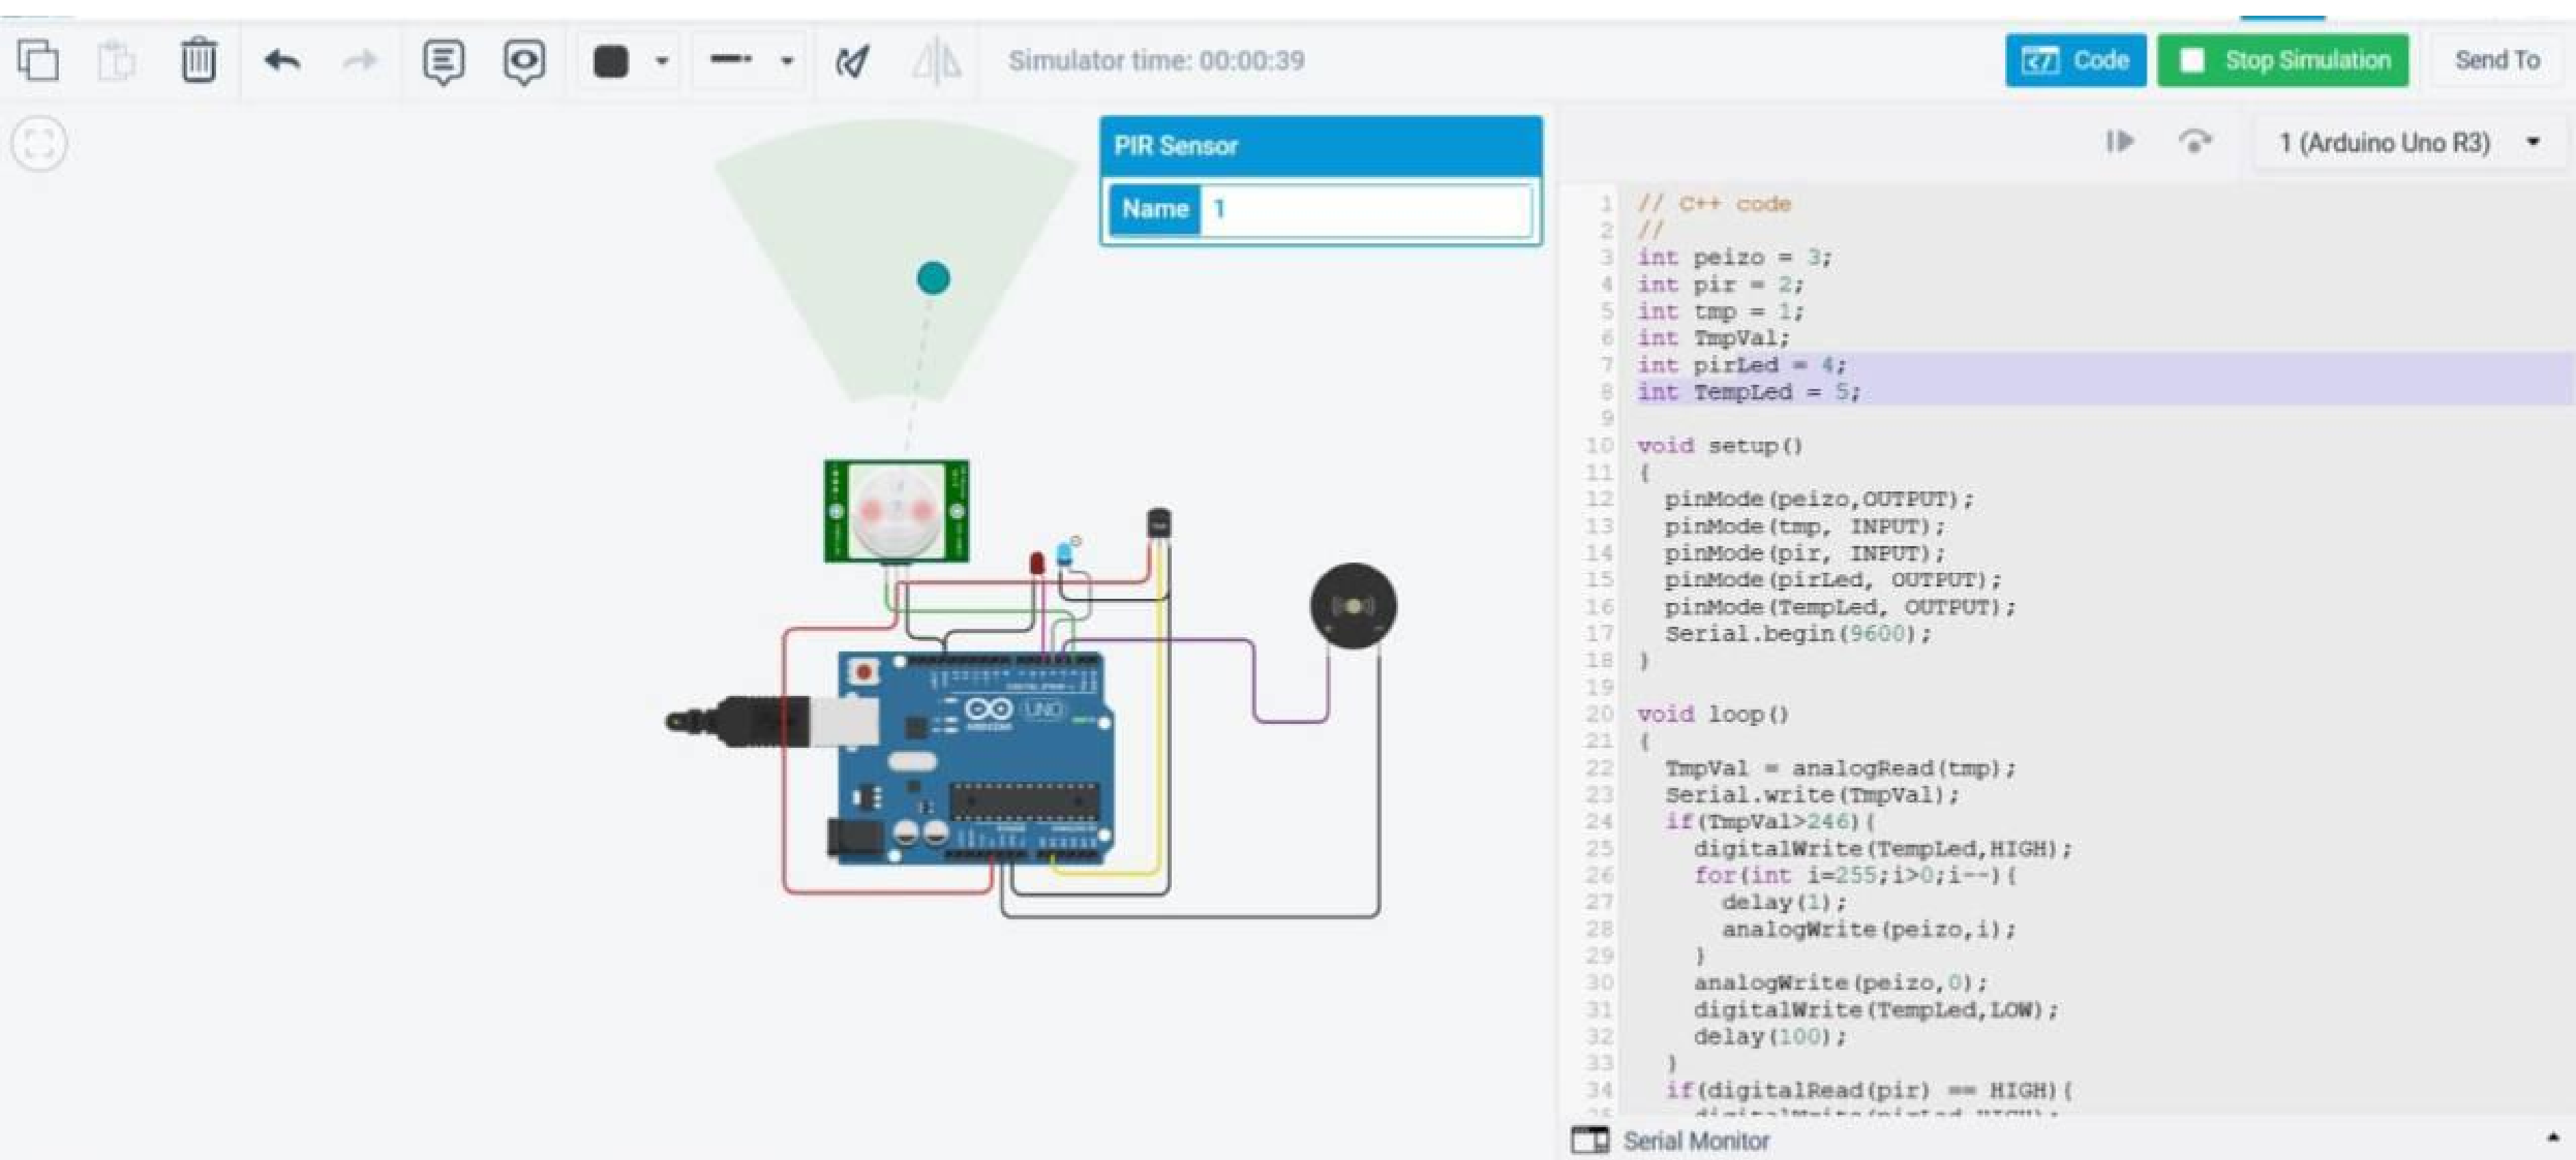 Simulator time: 00:00:39
Code
Stop Simulation
Send To
PIR Sensor
Name 1
1 (Arduino Uno R3)
1 // C++ code
2 //
3 int peizo = 3;
4 int pir = 2;
5 int tmp = 1;
6 int TmpVal;
7 int pirLed = 4;
8 int TempLed = 5;
9
10 void setup()
11 {
12 pinMode(peizo,OUTPUT);
13 pinMode(tmp, INPUT);
14 pinMode(pir, INPUT);
15 pinMode(pirLed, OUTPUT);
16 pinMode(TempLed, OUTPUT);
17 Serial.begin(9600);
18 }
19
20 void loop()
21 {
22 TmpVal = analogRead(tmp);
23 Serial.write(TmpVal);
24 if(TmpVal>246){
25 digitalWrite(TempLed,HIGH);
26 for(int i=255;i>0;i--){
27 delay(1);
28 analogWrite(peizo,i);
29 }
30 analogWrite(peizo,0);
31 digitalWrite(TempLed,LOW);
32 delay(100);
33 }
34 if(digitalRead(pir) == HIGH){
UNO
ARDUINO
Serial Monitor